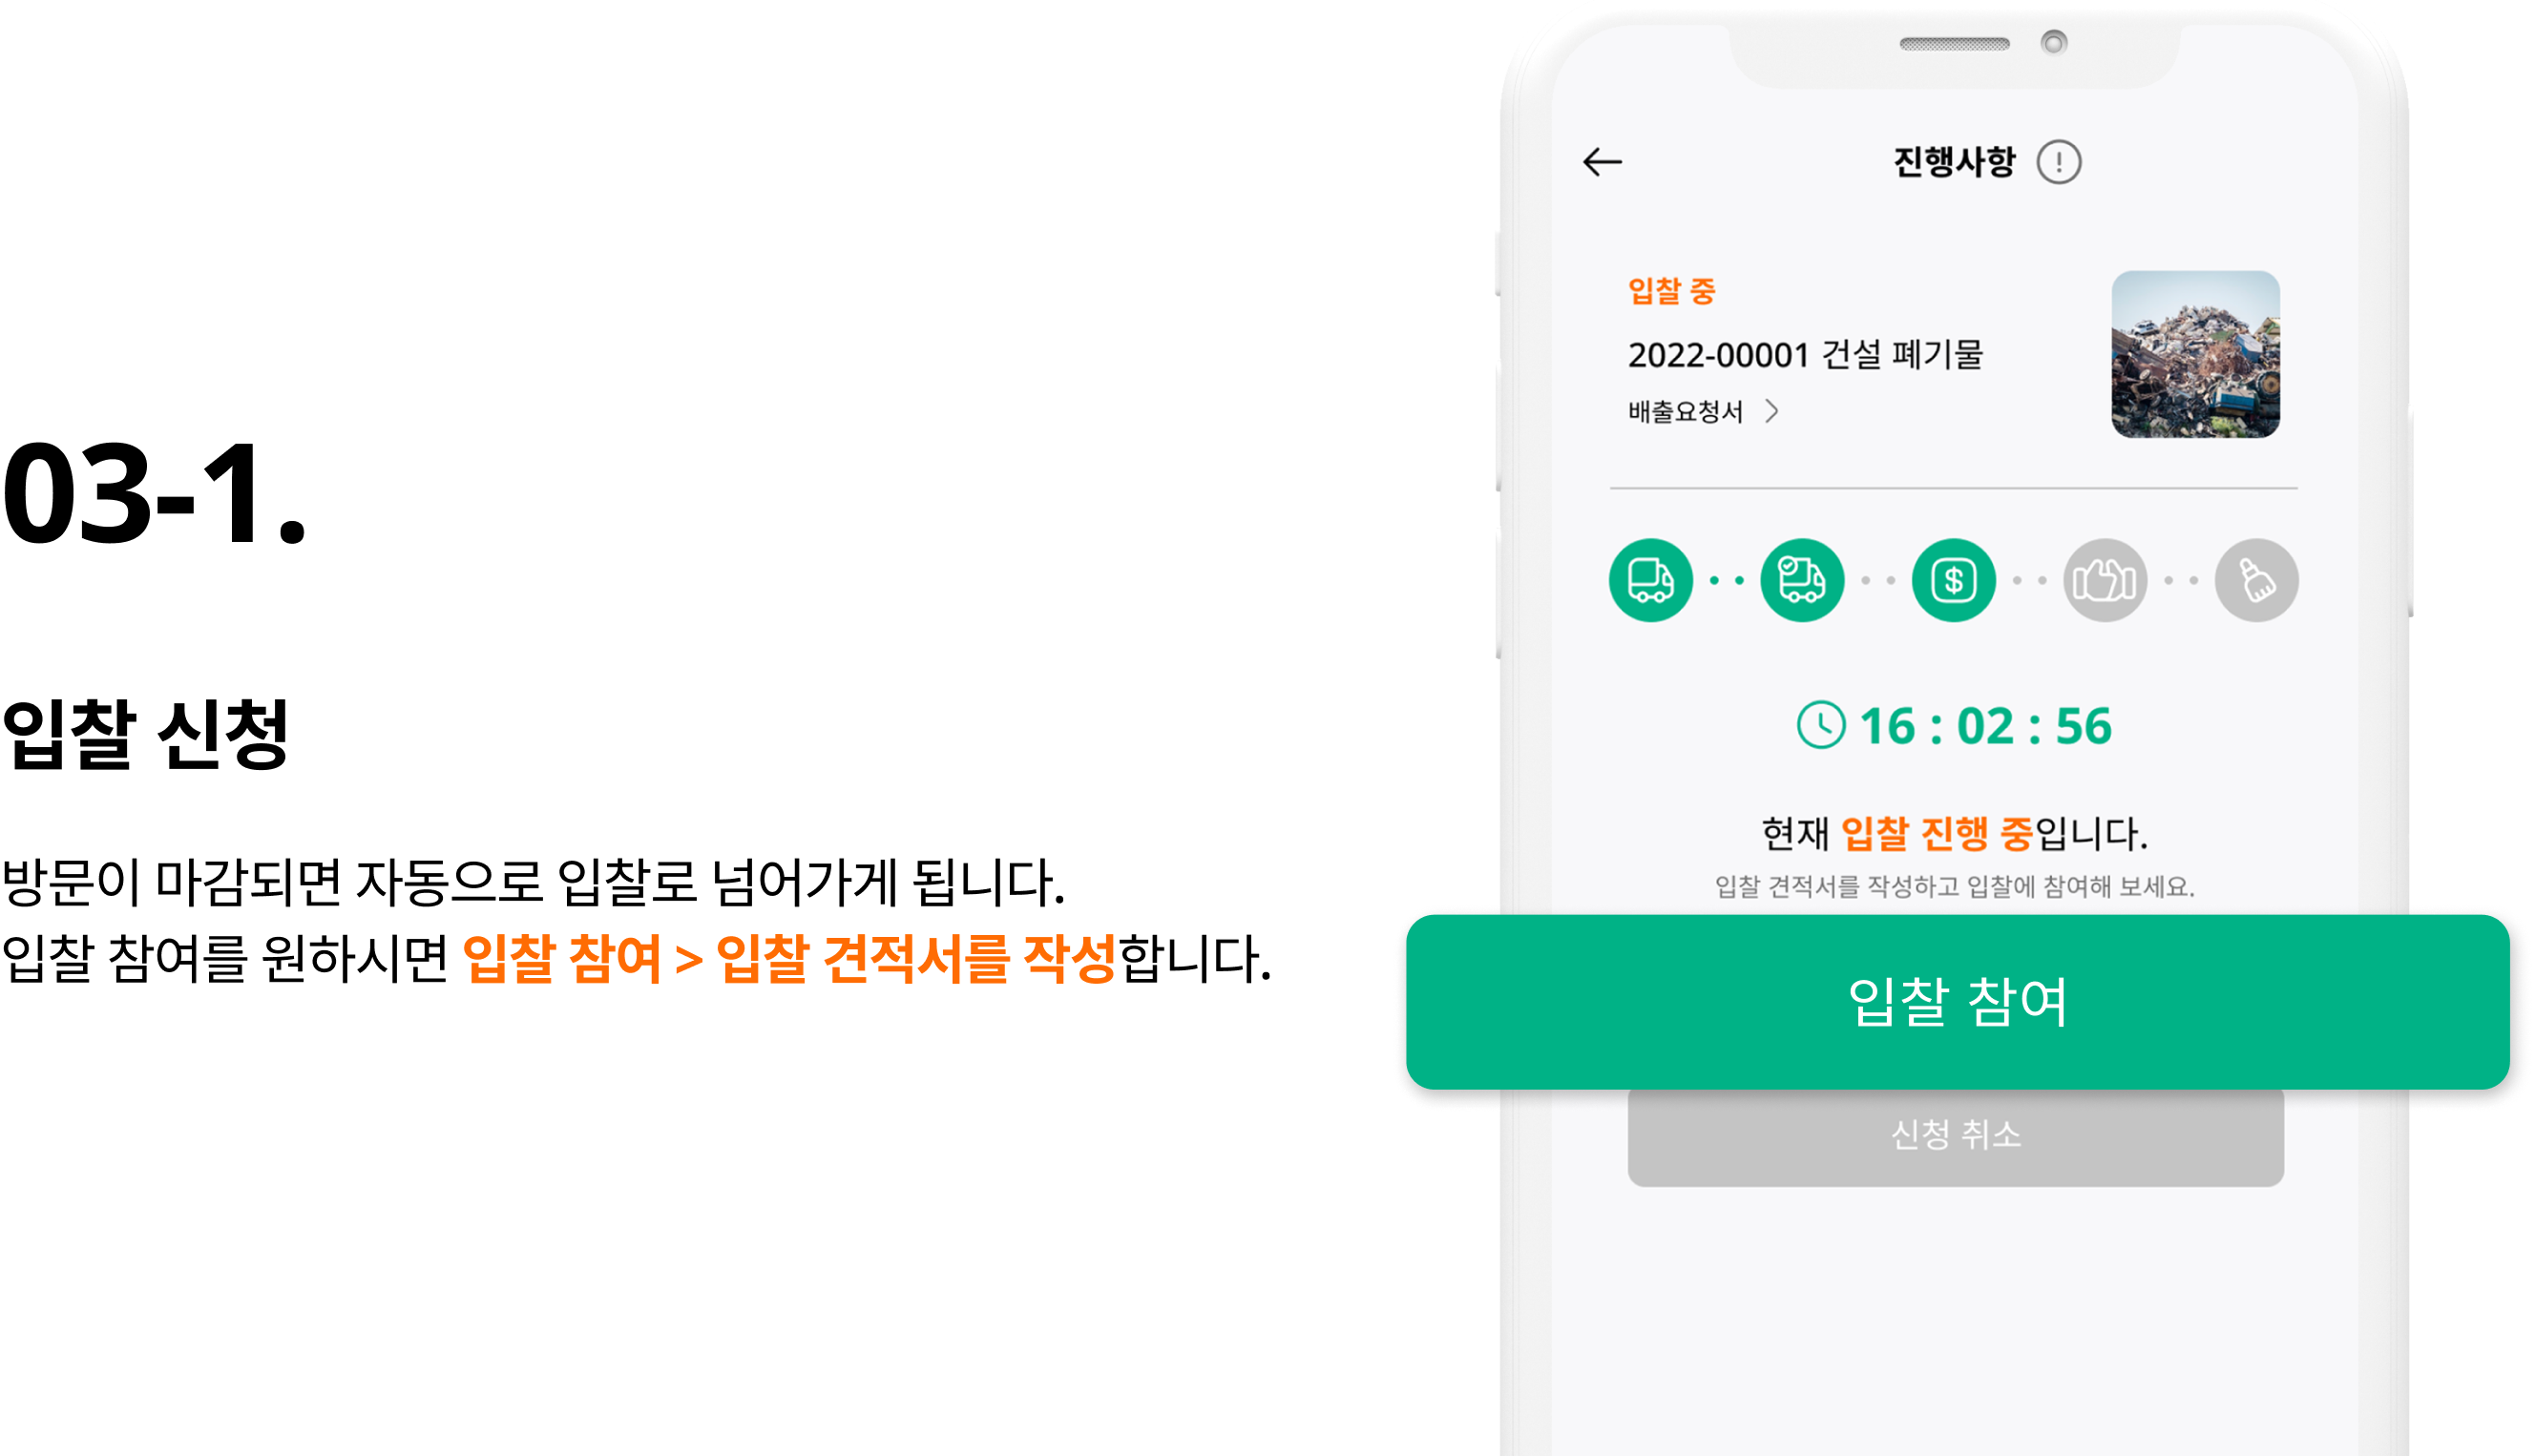 03-1.
입찰 신청
방문이 마감되면 자동으로 입찰로 넘어가게 됩니다.
입찰 참여를 원하시면 입찰 참여 > 입찰 견적서를 작성합니다.
진행사항
입찰 중
2022-00001 건설 폐기물
배출요청서 >
16 : 02 : 56
현재 입찰 진행 중입니다.
입찰 견적서를 작성하고 입찰에 참여해 보세요.
입찰 참여
신청 취소